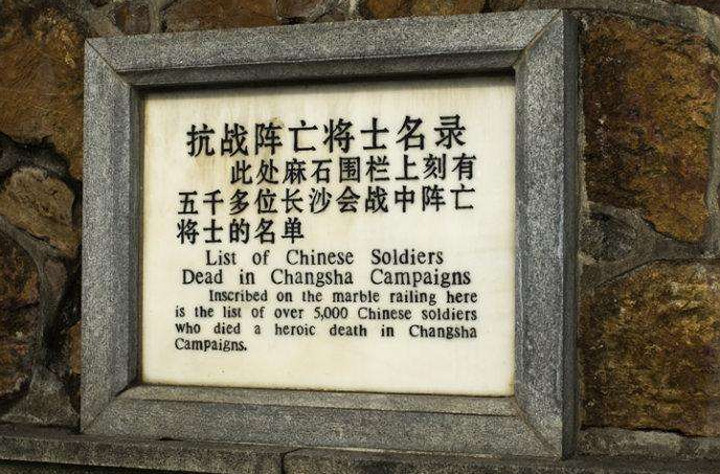 抗战阵亡将士名录
此处麻石围栏上刻有
五千多位长沙会战中阵亡
将士的名单
List of Chinese Soldiers
Dead in Changsha Campaigns
Inscribed on the marble railing here
is the list of over 5,000 Chinese soldiers
who died a heroic death in Changsha
Campaigns.